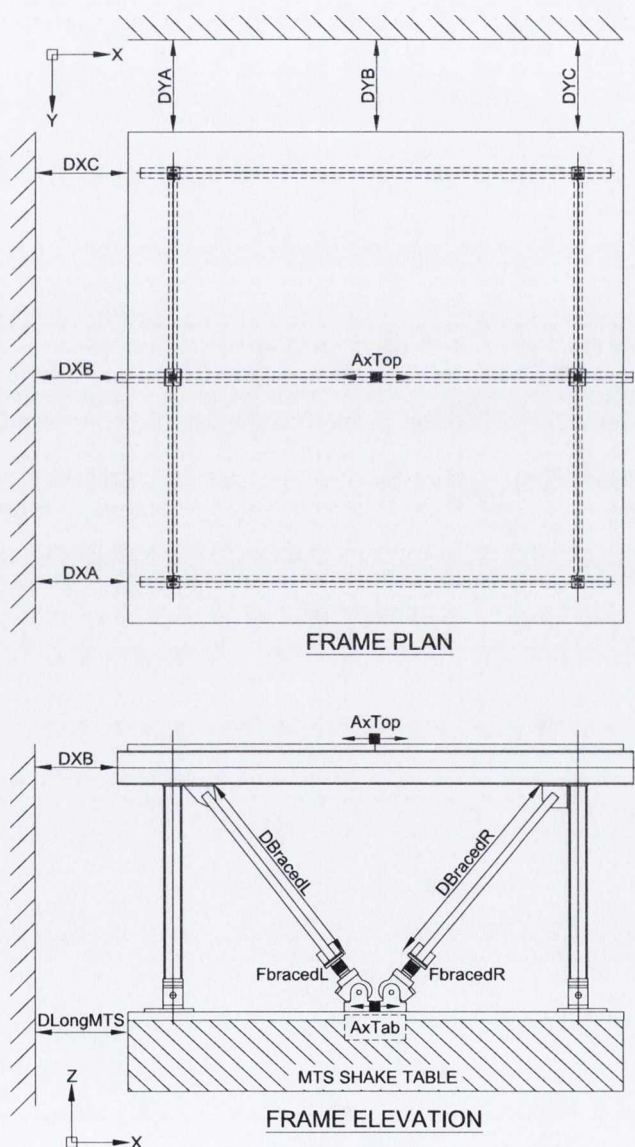 X
Y
DYA
DYB
DYC
DXC
DXB
AxTop
DXA
FRAME PLAN
AxTop
DXB
DBracedL
DBracedR
FbracedL
FbracedR
DLongMTS
AxTab
MTS SHAKE TABLE
Z
FRAME ELEVATION
X